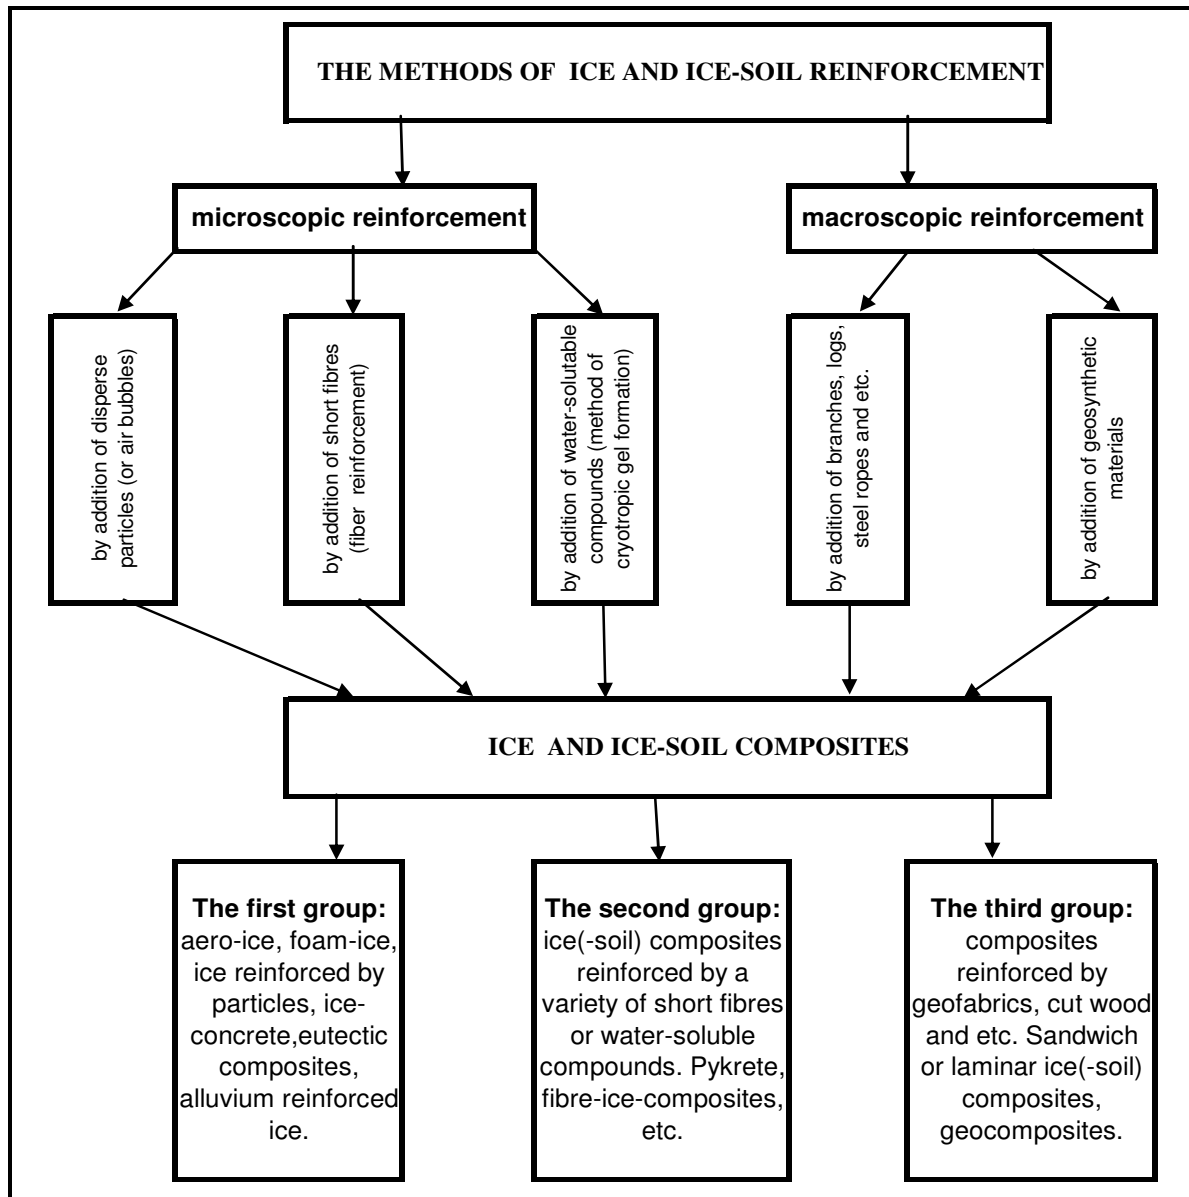 THE METHODS OF ICE AND ICE-SOIL REINFORCEMENT
microscopic reinforcement
macroscopic reinforcement
by addition of disperse
particles (or air bubbles)
by addition of short fibres
(fiber reinforcement)
by addition of water-solutable
compounds (method of
cryotropic gel formation)
by addition of branches, logs,
steel ropes and etc.
by addition of geosynthetic
materials
ICE AND ICE-SOIL COMPOSITES
The first group:
aero-ice, foam-ice,
ice reinforced by
particles, ice-
concrete,eutectic
composites,
alluvium reinforced
ice.
The second group:
ice(-soil) composites
reinforced by a
variety of short fibres
or water-soluble
compounds. Pykrete,
fibre-ice-composites,
etc.
The third group:
composites
reinforced by
geofabrics, cut wood
and etc. Sandwich
or laminar ice(-soil)
composites,
geocomposites.